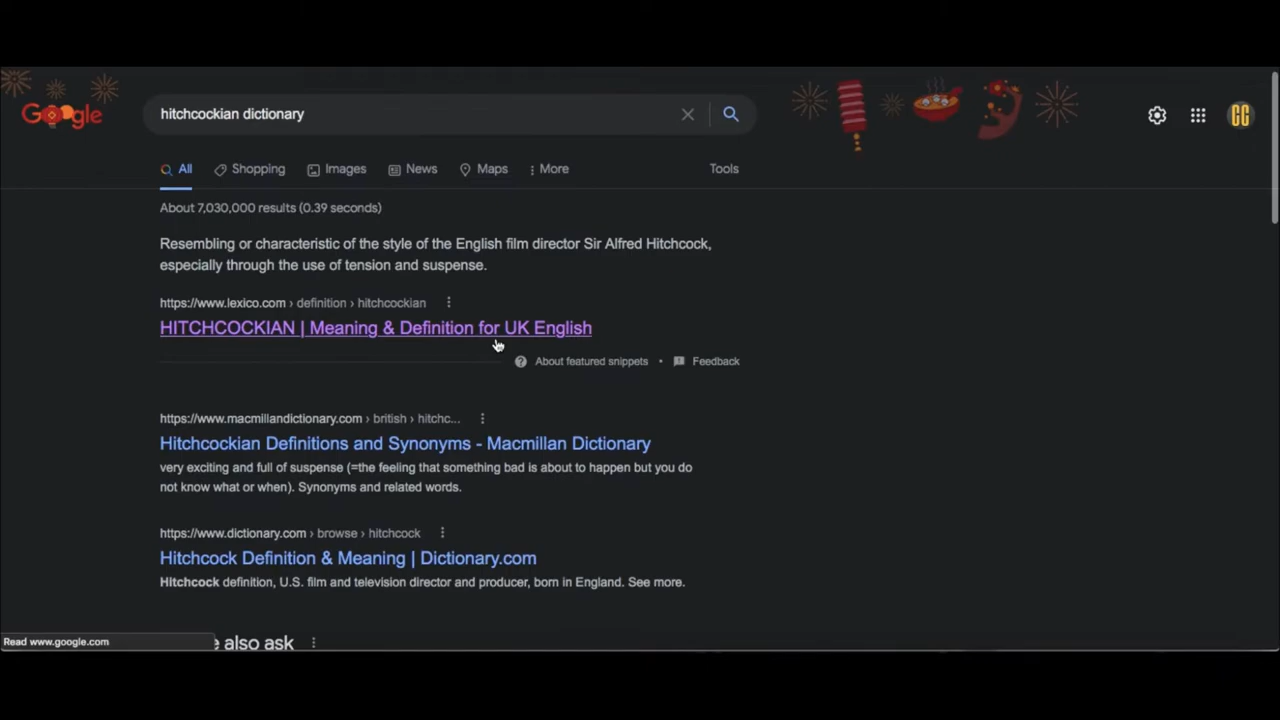 Google
hitchcockian dictionary
CC
All Shopping Images News Maps More Tools
About 7,030,000 results (0.39 seconds)
Resembling or characteristic of the style of the English film director Sir Alfred Hitchcock,
especially through the use of tension and suspense.
https://www.lexico.com › definition › hitchcockian
HITCHCOCKIAN | Meaning & Definition for UK English
About featured snippets • Feedback
https://www.macmillandictionary.com › british › hitchc...
Hitchcockian Definitions and Synonyms - Macmillan Dictionary
very exciting and full of suspense (=the feeling that something bad is about to happen but you do
not know what or when). Synonyms and related words.
https://www.dictionary.com › browse › hitchcock
Hitchcock Definition & Meaning | Dictionary.com
Hitchcock definition, U.S. film and television director and producer, born in England. See more.
Read www.google.com
e also ask